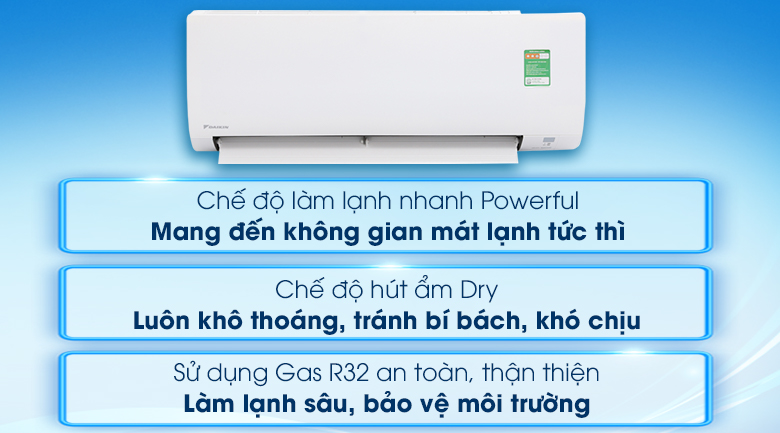 DAIKIN
Chế độ làm lạnh nhanh Powerful
Mang đến không gian mát lạnh tức thì
Chế độ hút ẩm Dry
Luôn khô thoáng, tránh bí bách, khó chịu
Sử dụng Gas R32 an toàn, thận thiện
Làm lạnh sâu, bảo vệ môi trường